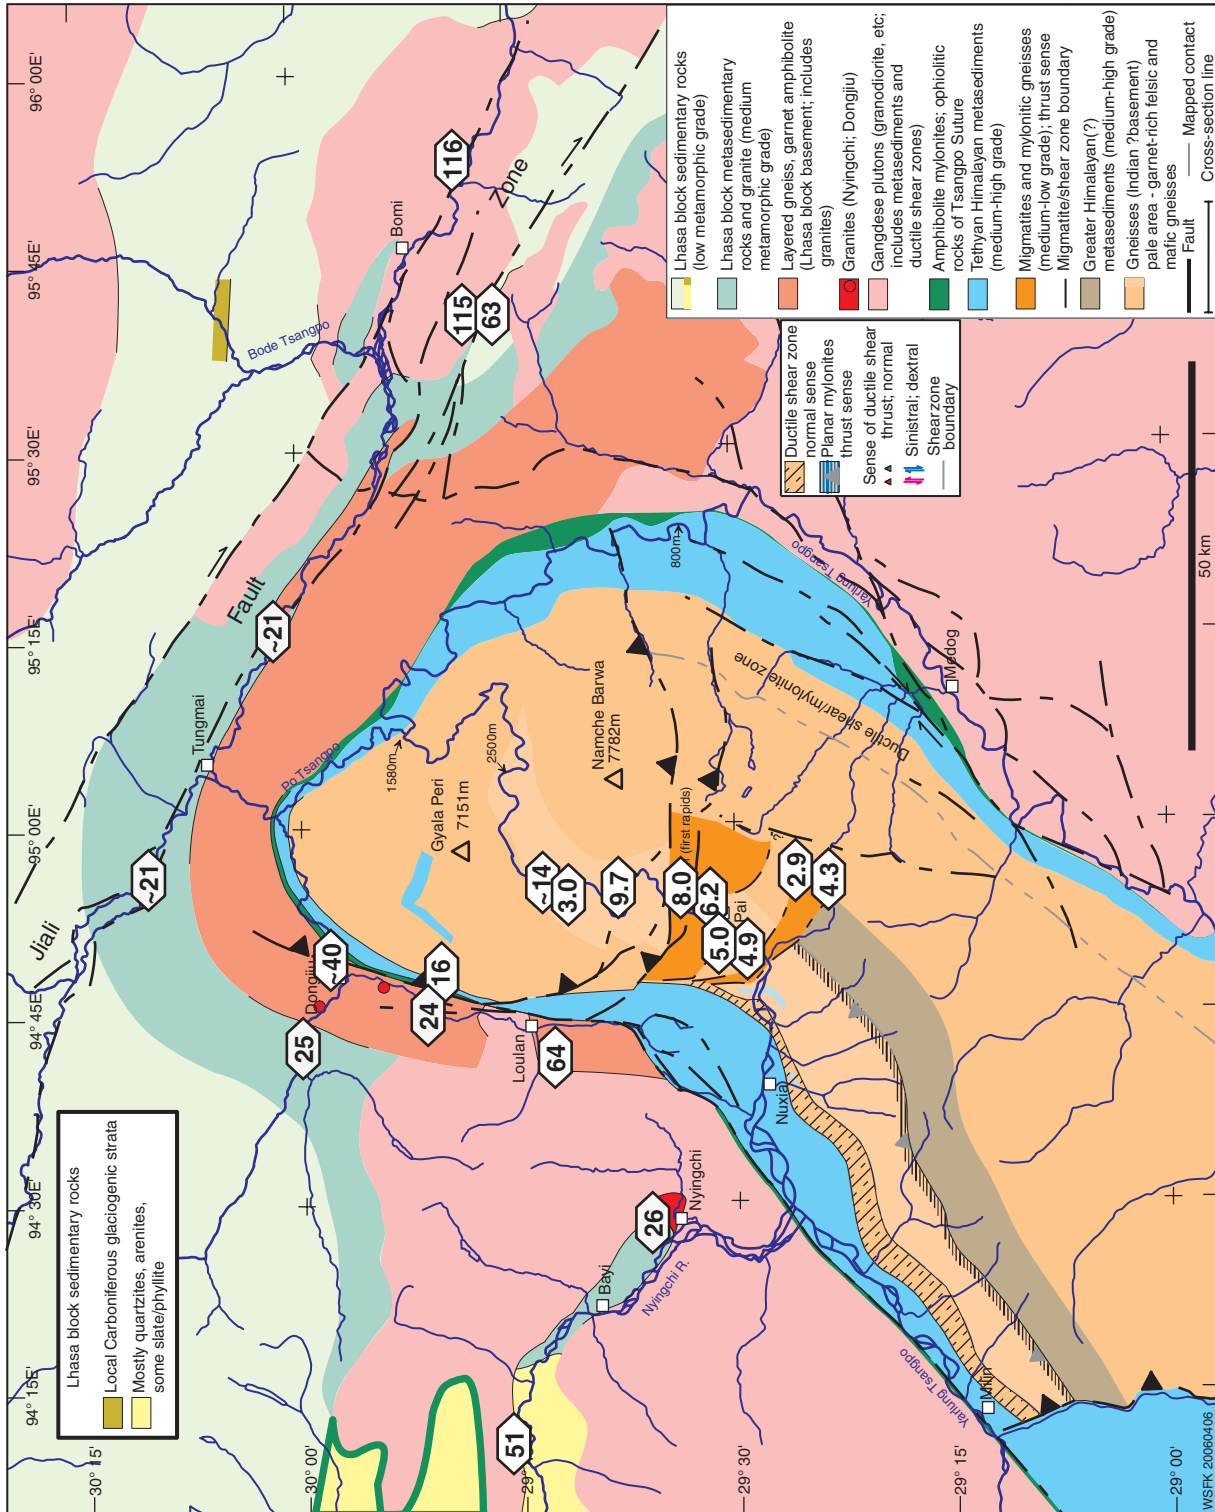 96° 00'E
95° 45'E
95° 30'E
95° 15'E
95° 00'E
94° 45'E
94° 30'E
94° 15'E
30° 15'
30° 00'
29°
29° 30'
29° 15'
29° 00'
Lhasa block sedimentary rocks
Local Carboniferous glaciogenic strata
Mostly quartzites, arenites,
some slate/phyllite
Jiali
Fault
Zone
Bode Tsangpo
Bomi
Tungmai
Po Tsangpo
Dongjiu
Loulan
Nyingchi
Bayi
Nyingchi R.
Nuxia
Pai
Milin
Medog
Yarlung Tsangpo
Yarlung Tsangpo
Gyala Peri
7151m
Namche Barwa
7782m
1580m
2500m
800m
(first rapids)
Ductile shear/mylonite zone
?
116
115
63
~21
~21
~40
25
24
16
64
26
51
~14
3.0
9.7
8.0
6.2
5.0
4.9
2.9
4.3
Ductile shear zone
normal sense
Planar mylonites
thrust sense
Sense of ductile shear
thrust; normal
Sinistral; dextral
Shearzone
boundary
Lhasa block sedimentary rocks
(low metamorphic grade)
Lhasa block metasedimentary
rocks and granite (medium
metamorphic grade)
Layered gneiss, garnet amphibolite
(Lhasa block basement; includes
granites)
Granites (Nyingchi; Dongjiu)
Gangdese plutons (granodiorite, etc;
includes metasediments and
ductile shear zones)
Amphibolite mylonites; ophiolitic
rocks of Tsangpo Suture
Tethyan Himalayan metasediments
(medium-high grade)
Migmatites and mylonitic gneisses
(medium-low grade); thrust sense
Migmatite/shear zone boundary
Greater Himalayan(?)
metasediments (medium-high grade)
Gneisses (Indian ?basement)
pale area - garnet-rich felsic and
mafic gneisses
Fault
Mapped contact
Cross-section line
50 km
WSFK 20060406